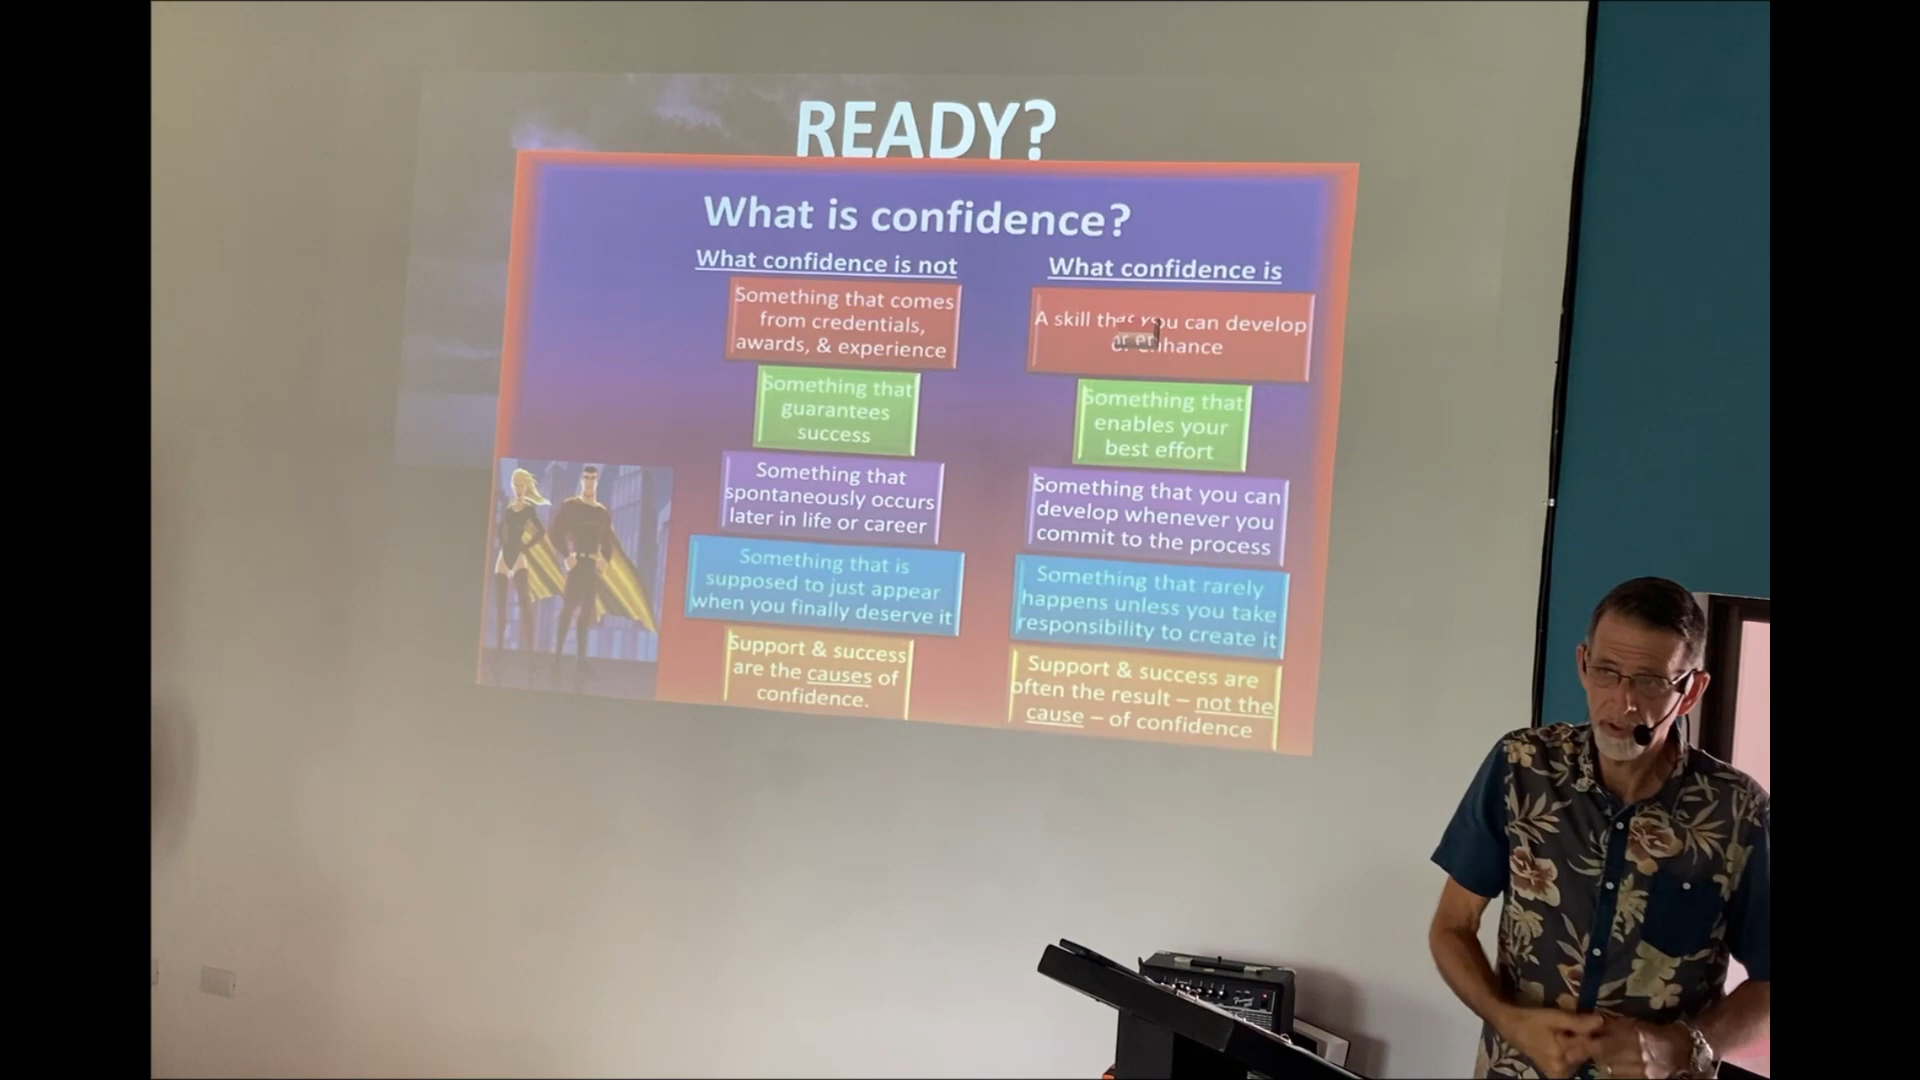 READY?
What is confidence?
What confidence is not
Something that comes
from credentials,
awards, & experience
Something that
guarantees
success
Something that
spontaneously occurs
later in life or career
Something that is
supposed to just appear
when you finally deserve it
Support & success
are the causes of
confidence.
What confidence is
A skill that you can develop
or enhance
Something that
enables your
best effort
Something that you can
develop whenever you
commit to the process
Something that rarely
happens unless you take
responsibility to create it
Support & success are
often the result – not the
cause – of confidence